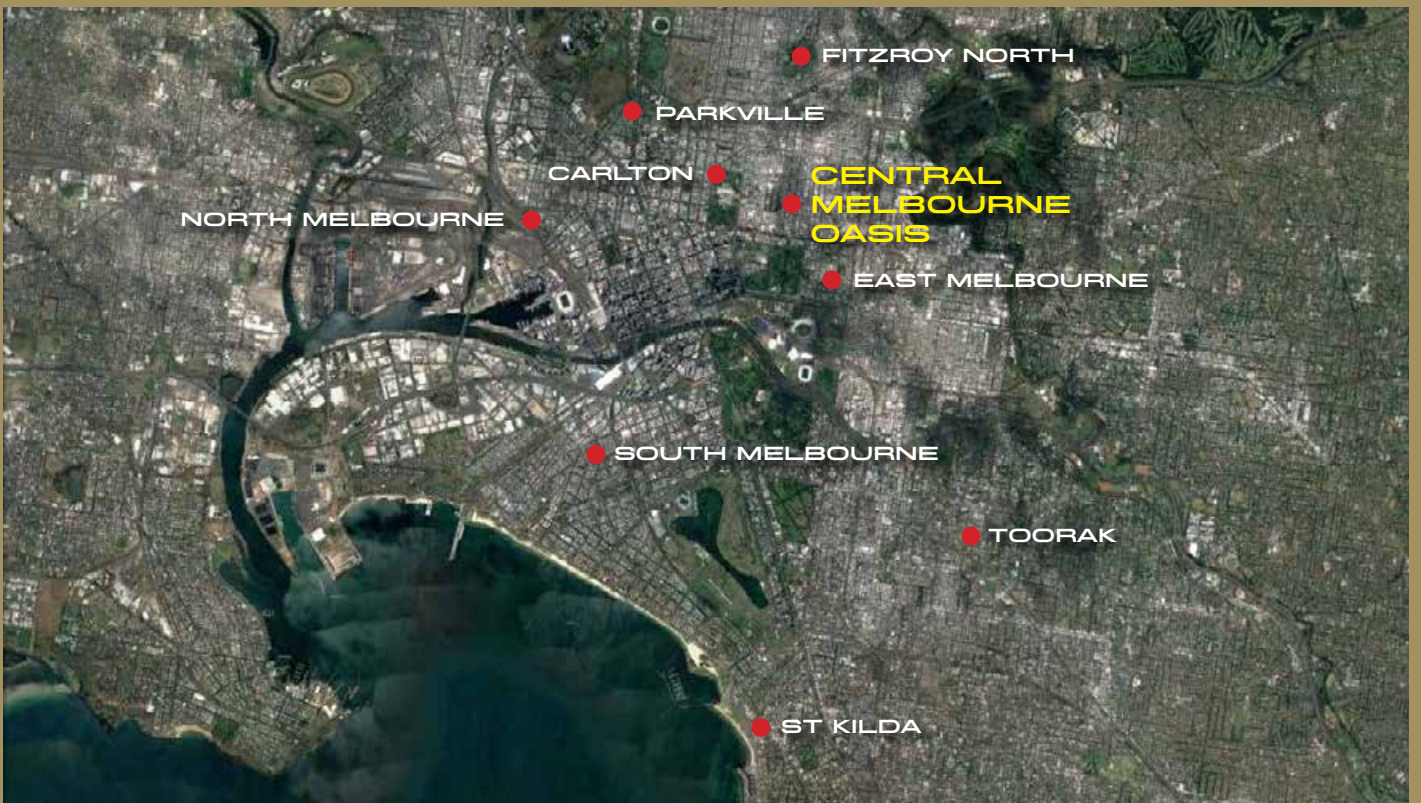 FITZROY NORTH
PARKVILLE
CARLTON
CENTRAL
MELBOURNE
OASIS
NORTH MELBOURNE
EAST MELBOURNE
SOUTH MELBOURNE
TOORAK
ST KILDA